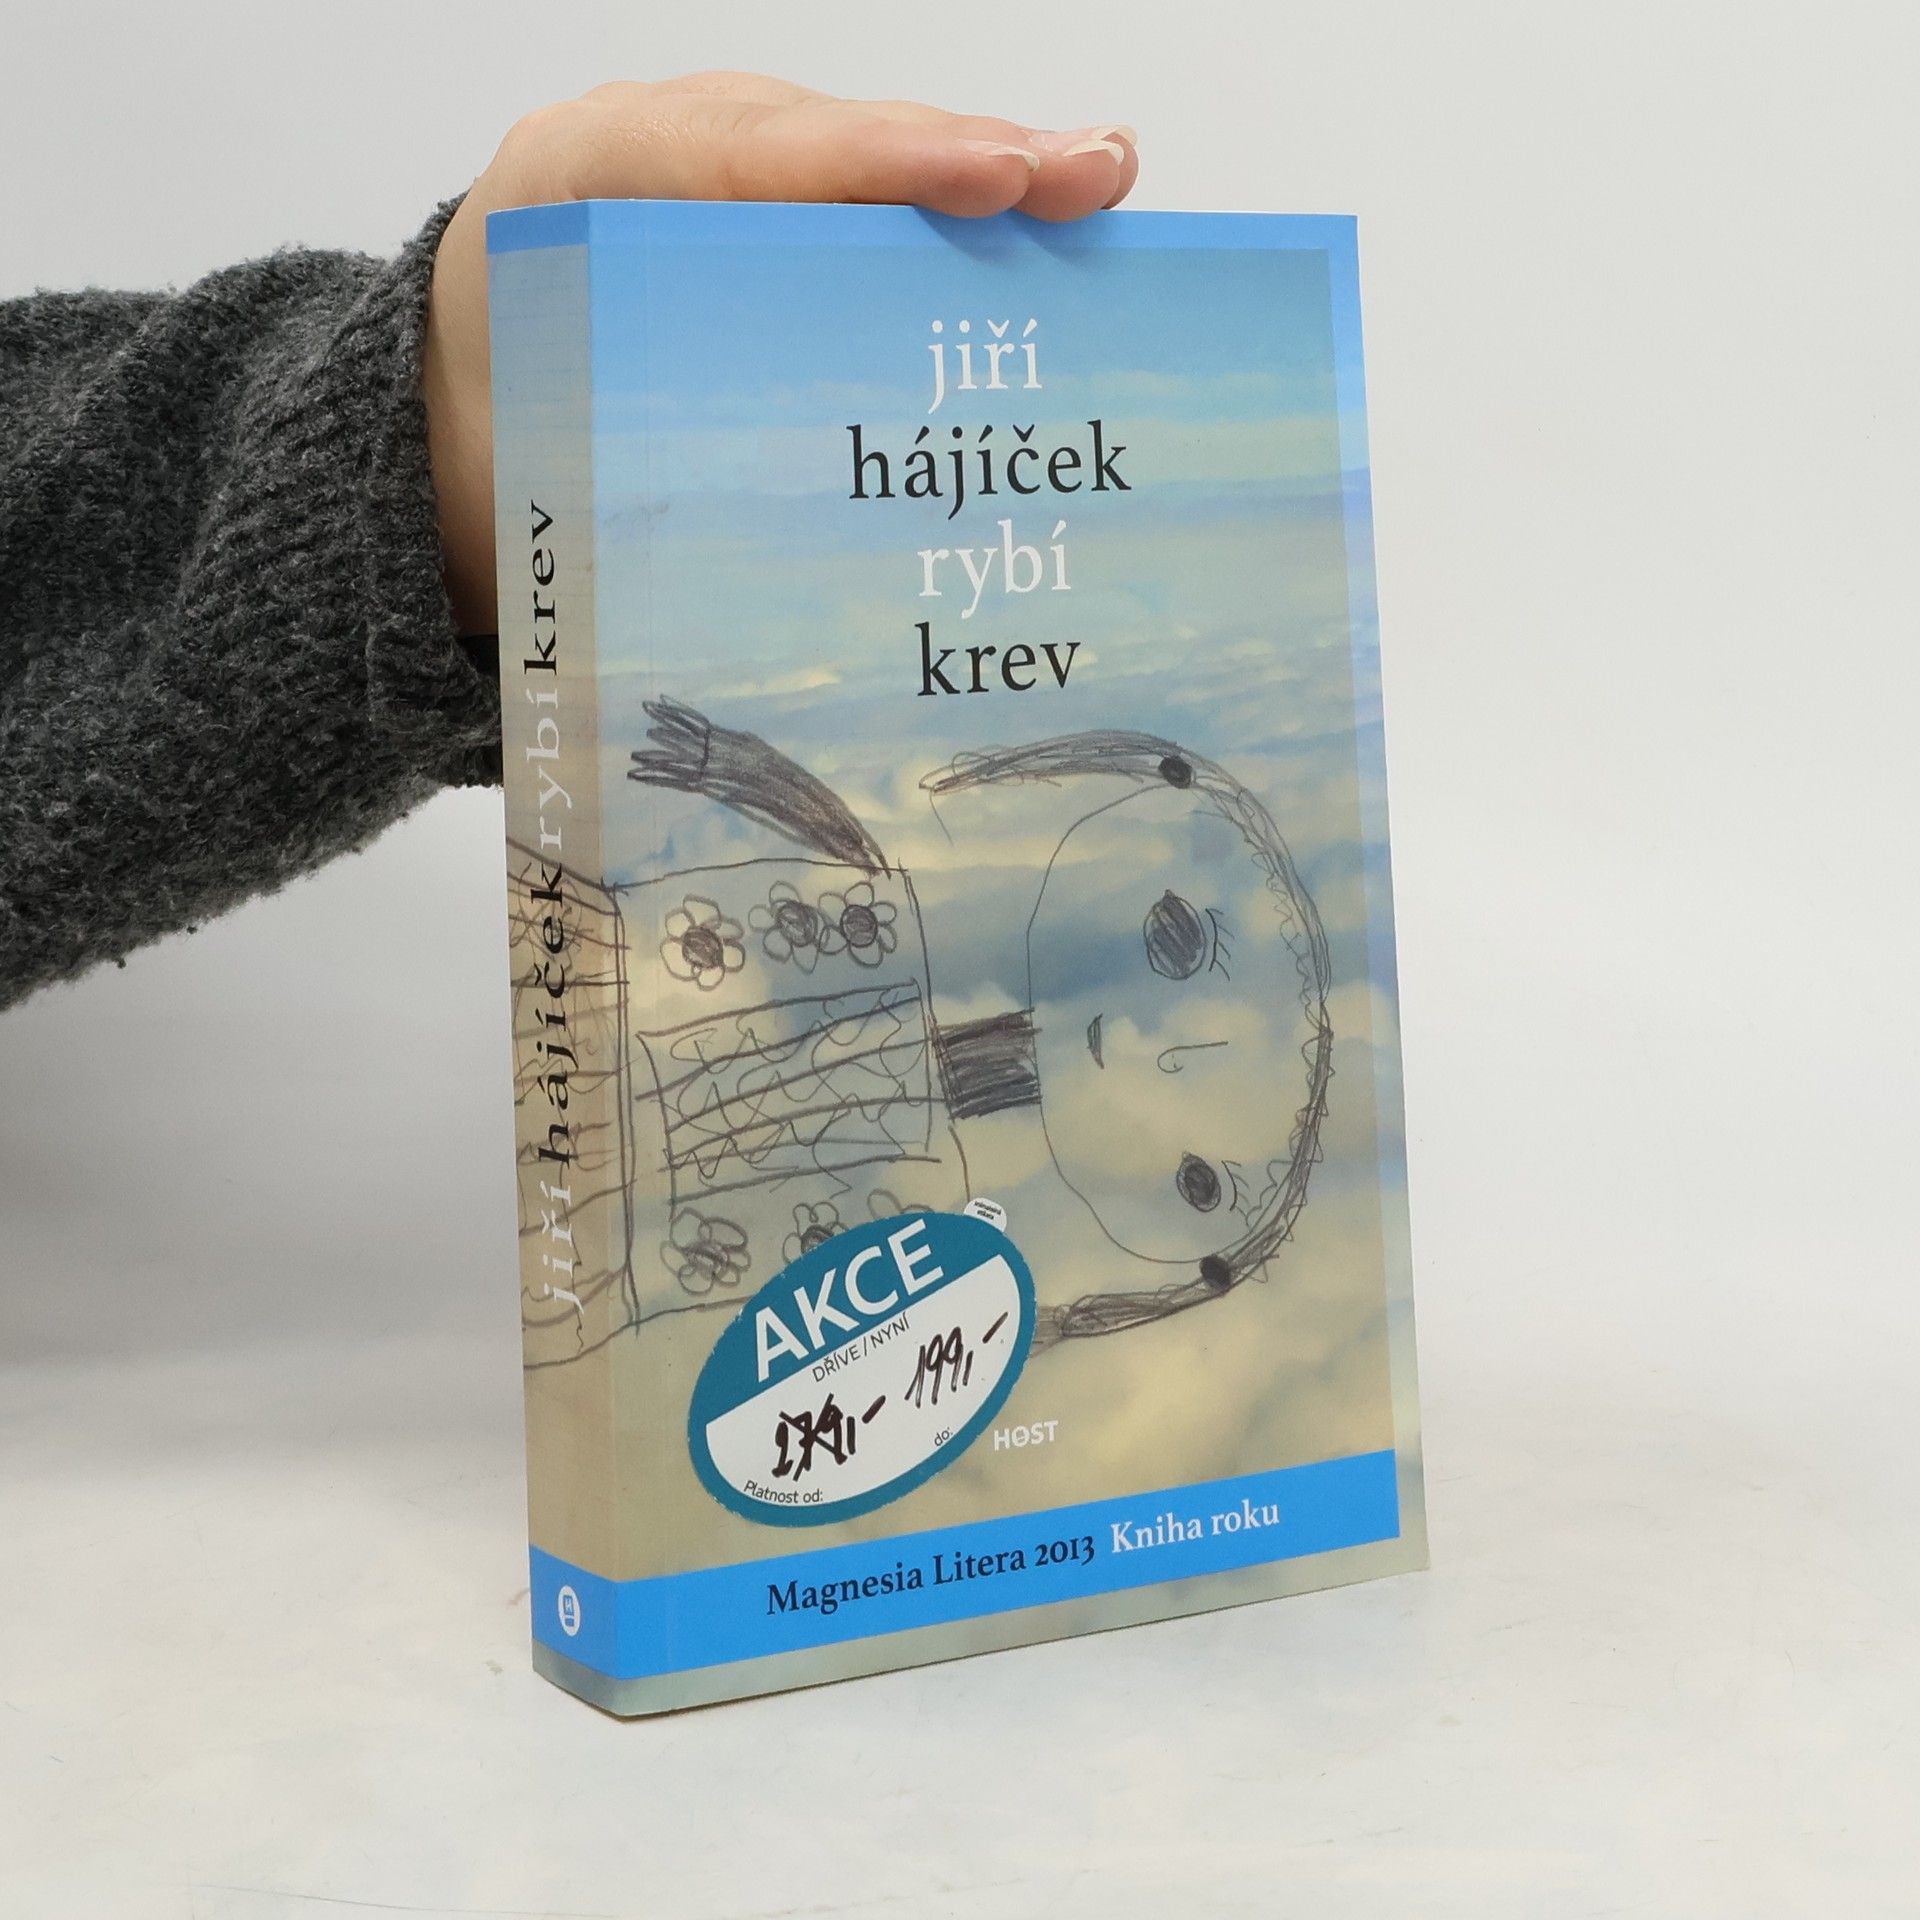 jiří
hájíček
rybí
krev
jiří hájíček rybí krev
AKCE
DŘÍVE / NYNÍ
279,- 199,-
Platnost od: do:
HOST
Magnesia Litera 2013 Kniha roku